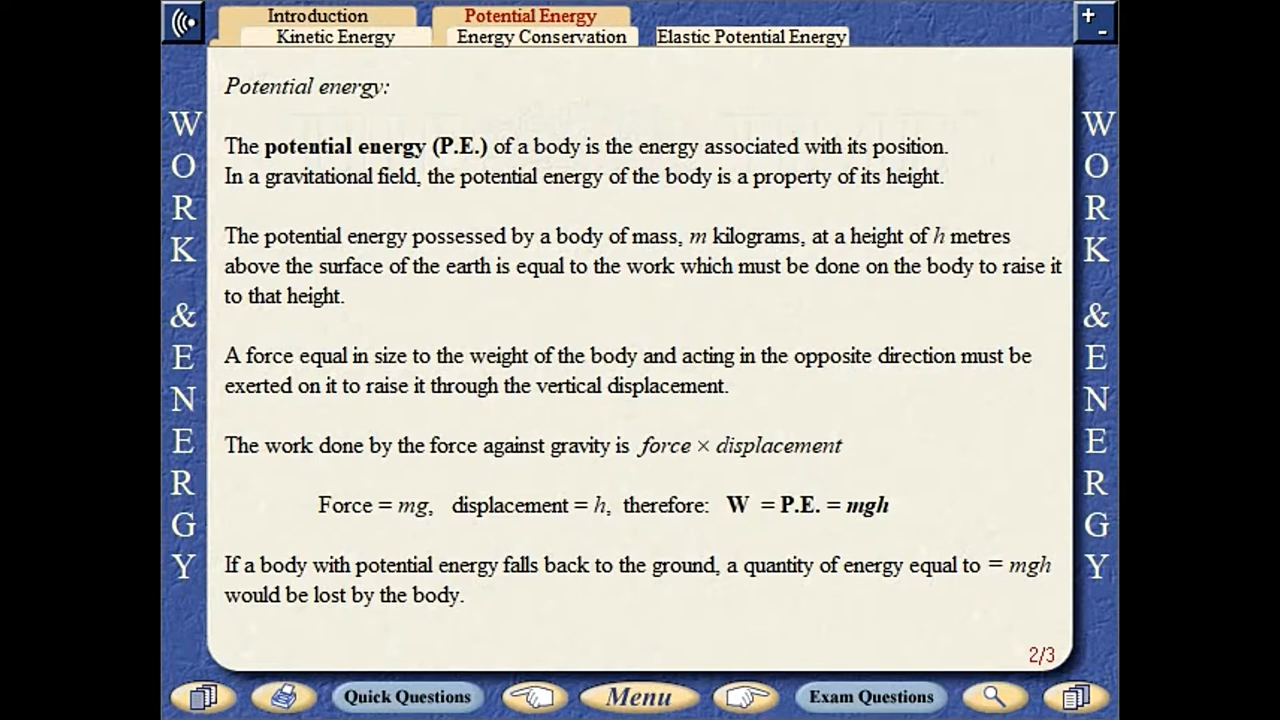 Introduction
Potential Energy
Kinetic Energy
Energy Conservation
Elastic Potential Energy
+
-
WORK & ENERGY
WORK & ENERGY
Potential energy:
The potential energy (P.E.) of a body is the energy associated with its position.
In a gravitational field, the potential energy of the body is a property of its height.
The potential energy possessed by a body of mass, m kilograms, at a height of h metres
above the surface of the earth is equal to the work which must be done on the body to raise it
to that height.
A force equal in size to the weight of the body and acting in the opposite direction must be
exerted on it to raise it through the vertical displacement.
The work done by the force against gravity is force × displacement
Force = mg, displacement = h, therefore: W = P.E. = mgh
If a body with potential energy falls back to the ground, a quantity of energy equal to = mgh
would be lost by the body.
2/3
Quick Questions
Menu
Exam Questions